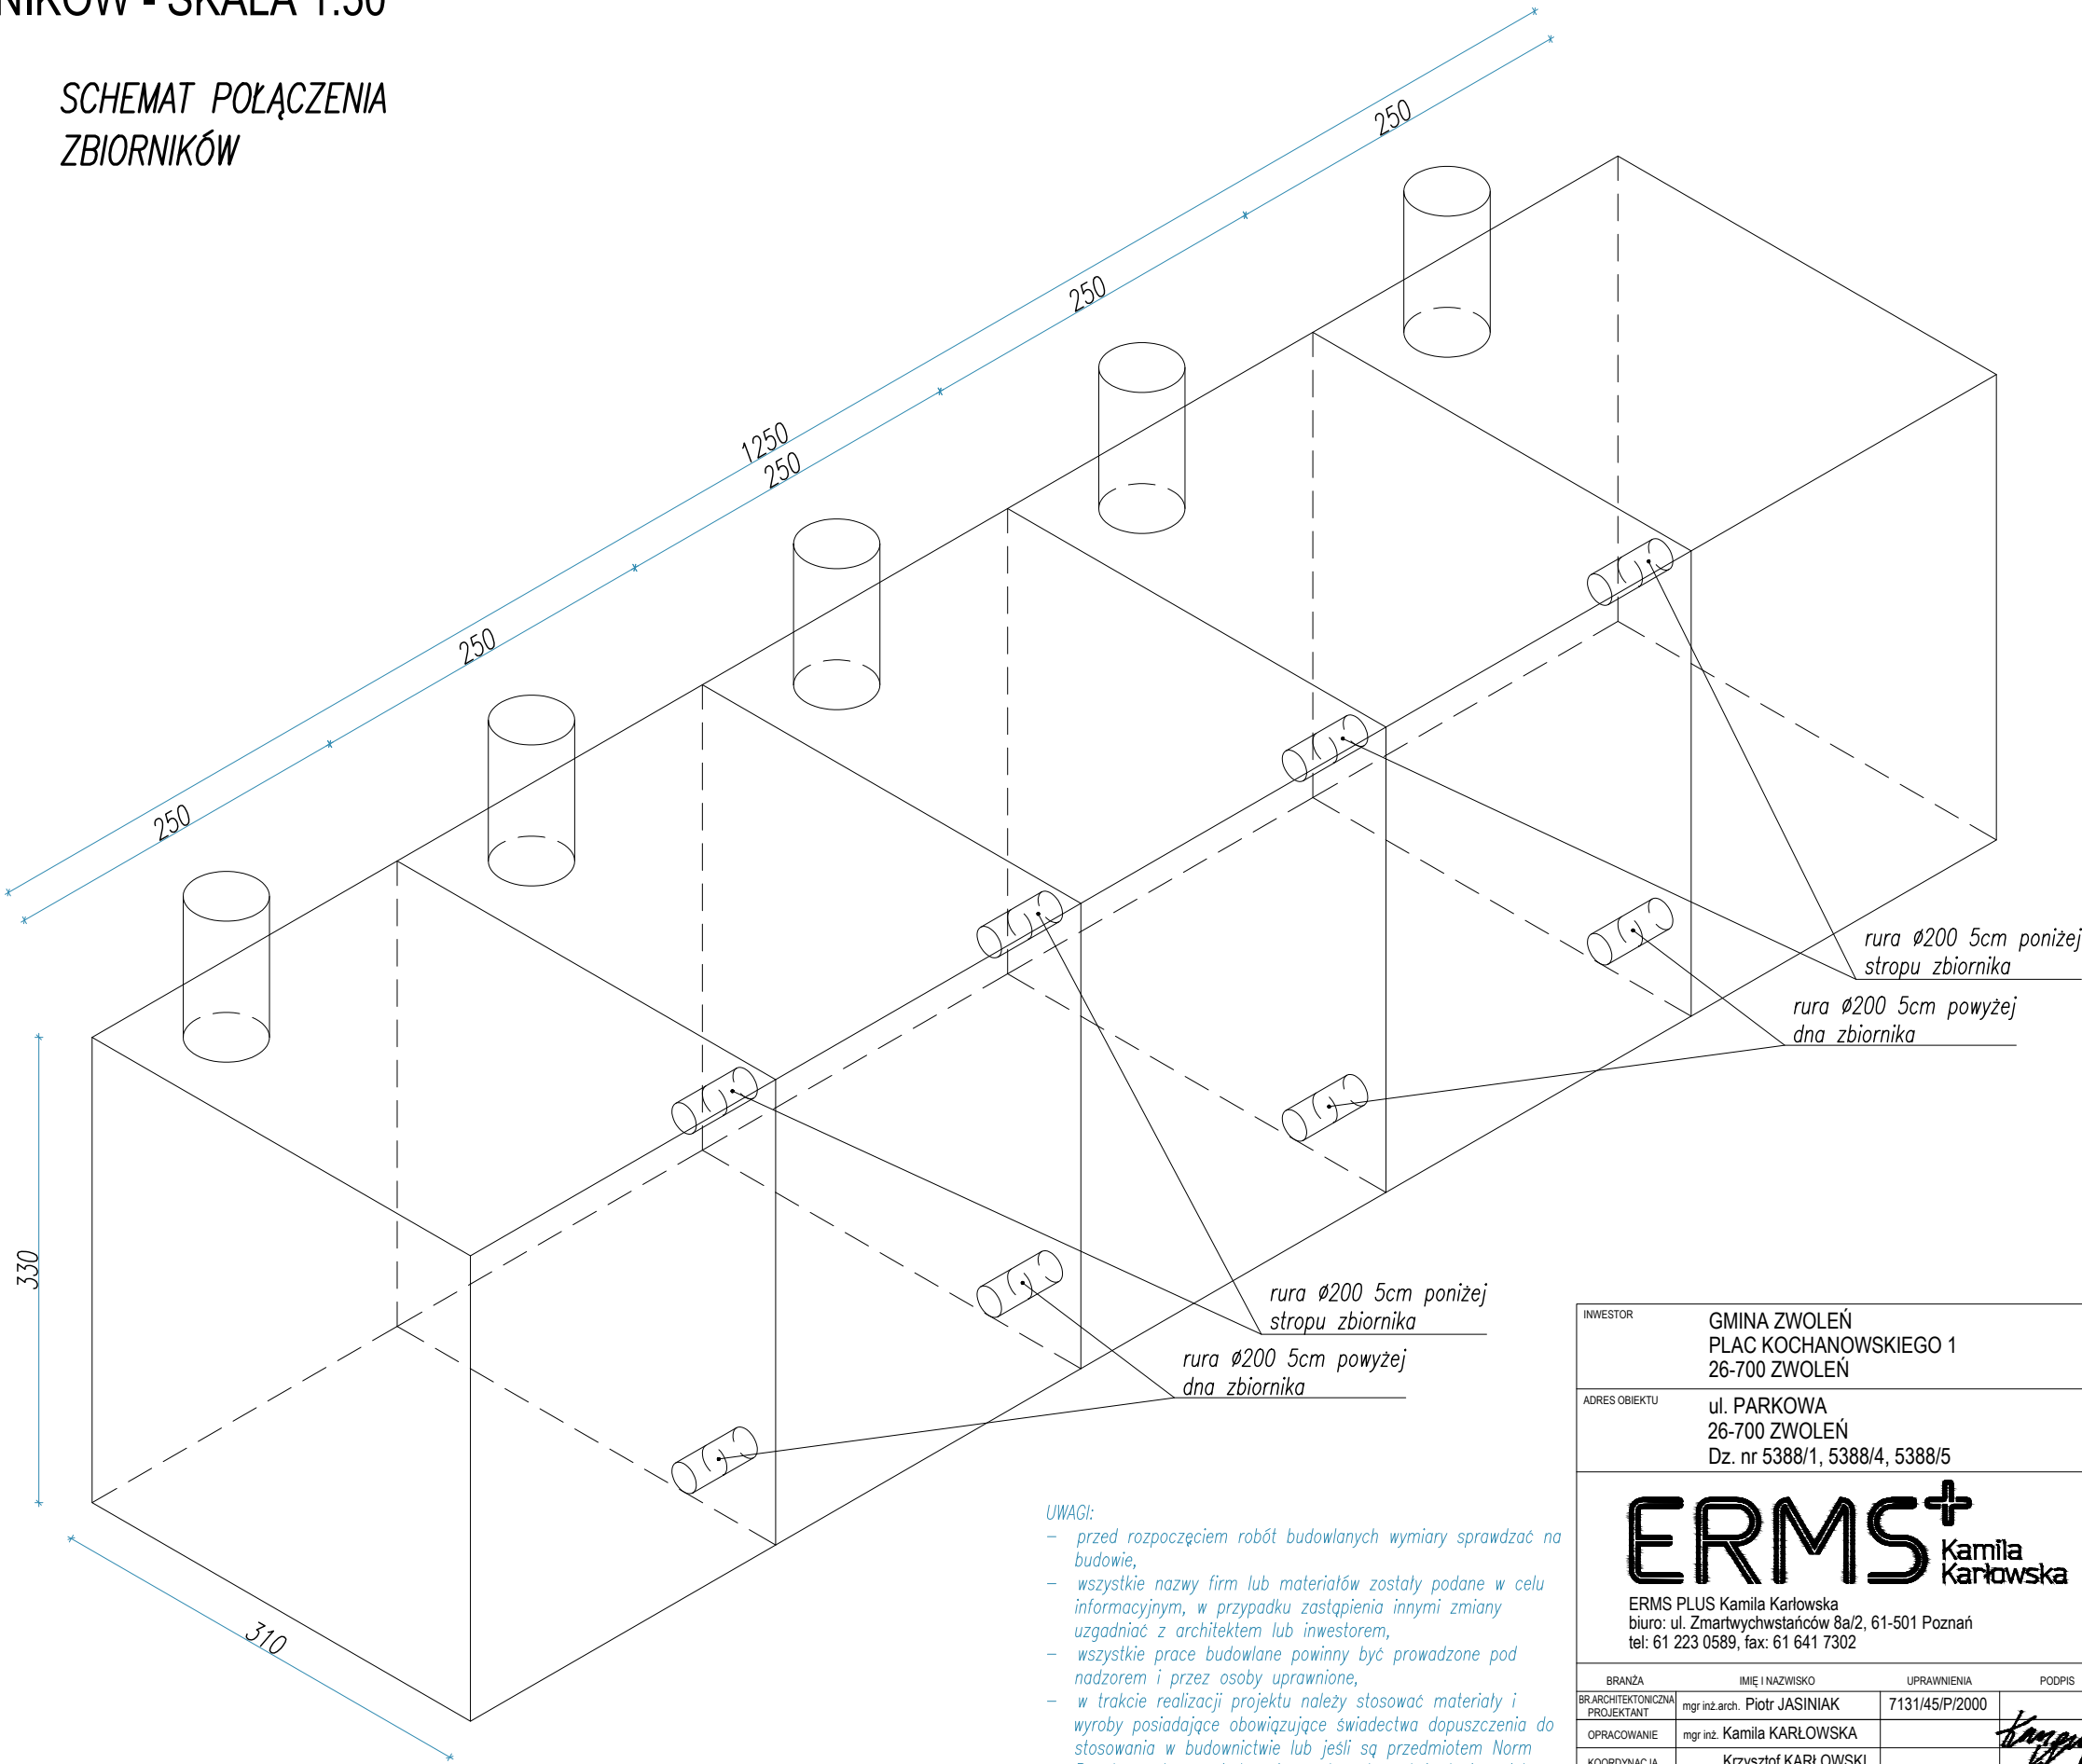 SKALA 1:50
SCHEMAT POŁĄCZENIA
ZBIORNIKÓW
250
250
1250
250
250
250
330
310
rura ø200 5cm poniżej
stropu zbiornika
rura ø200 5cm powyżej
dna zbiornika
rura ø200 5cm poniżej
stropu zbiornika
rura ø200 5cm powyżej
dna zbiornika
UWAGI:
- przed rozpoczęciem robót budowlanych wymiary sprawdzać na
budowie,
- wszystkie nazwy firm lub materiałów zostały podane w celu
informacyjnym, w przypadku zastąpienia innymi zmiany
uzgadniać z architektem lub inwestorem,
- wszystkie prace budowlane powinny być prowadzone pod
nadzorem i przez osoby uprawnione,
- w trakcie realizacji projektu należy stosować materiały i
wyroby posiadające obowiązujące świadectwa dopuszczenia do
stosowania w budownictwie lub jeśli są przedmiotem Norm
INWESTOR
GMINA ZWOLEŃ
PLAC KOCHANOWSKIEGO 1
26-700 ZWOLEŃ
ADRES OBIEKTU
ul. PARKOWA
26-700 ZWOLEŃ
Dz. nr 5388/1, 5388/4, 5388/5
ERMS+
Kamila
Karłowska
ERMS PLUS Kamila Karłowska
biuro: ul. Zmartwychwstańców 8a/2, 61-501 Poznań
tel: 61 223 0589, fax: 61 641 7302
BRANŻA IMIĘ I NAZWISKO UPRAWNIENIA PODPIS
BR.ARCHITEKTONICZNA PROJEKTANT mgr inż.arch. Piotr JASINIAK 7131/45/P/2000
OPRACOWANIE mgr inż. Kamila KARŁOWSKA
KOORDYNACJA Krzysztof KARŁOWSKI